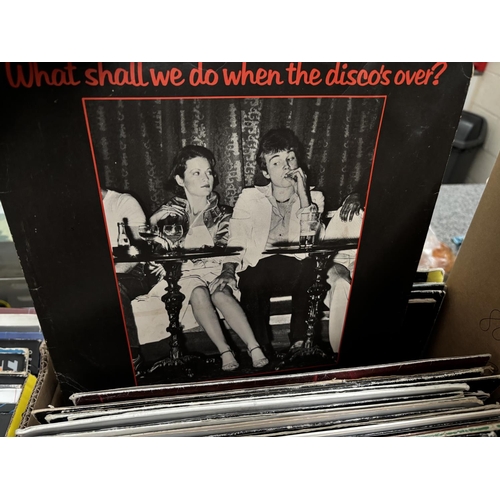 What shall we do when the disco's over?